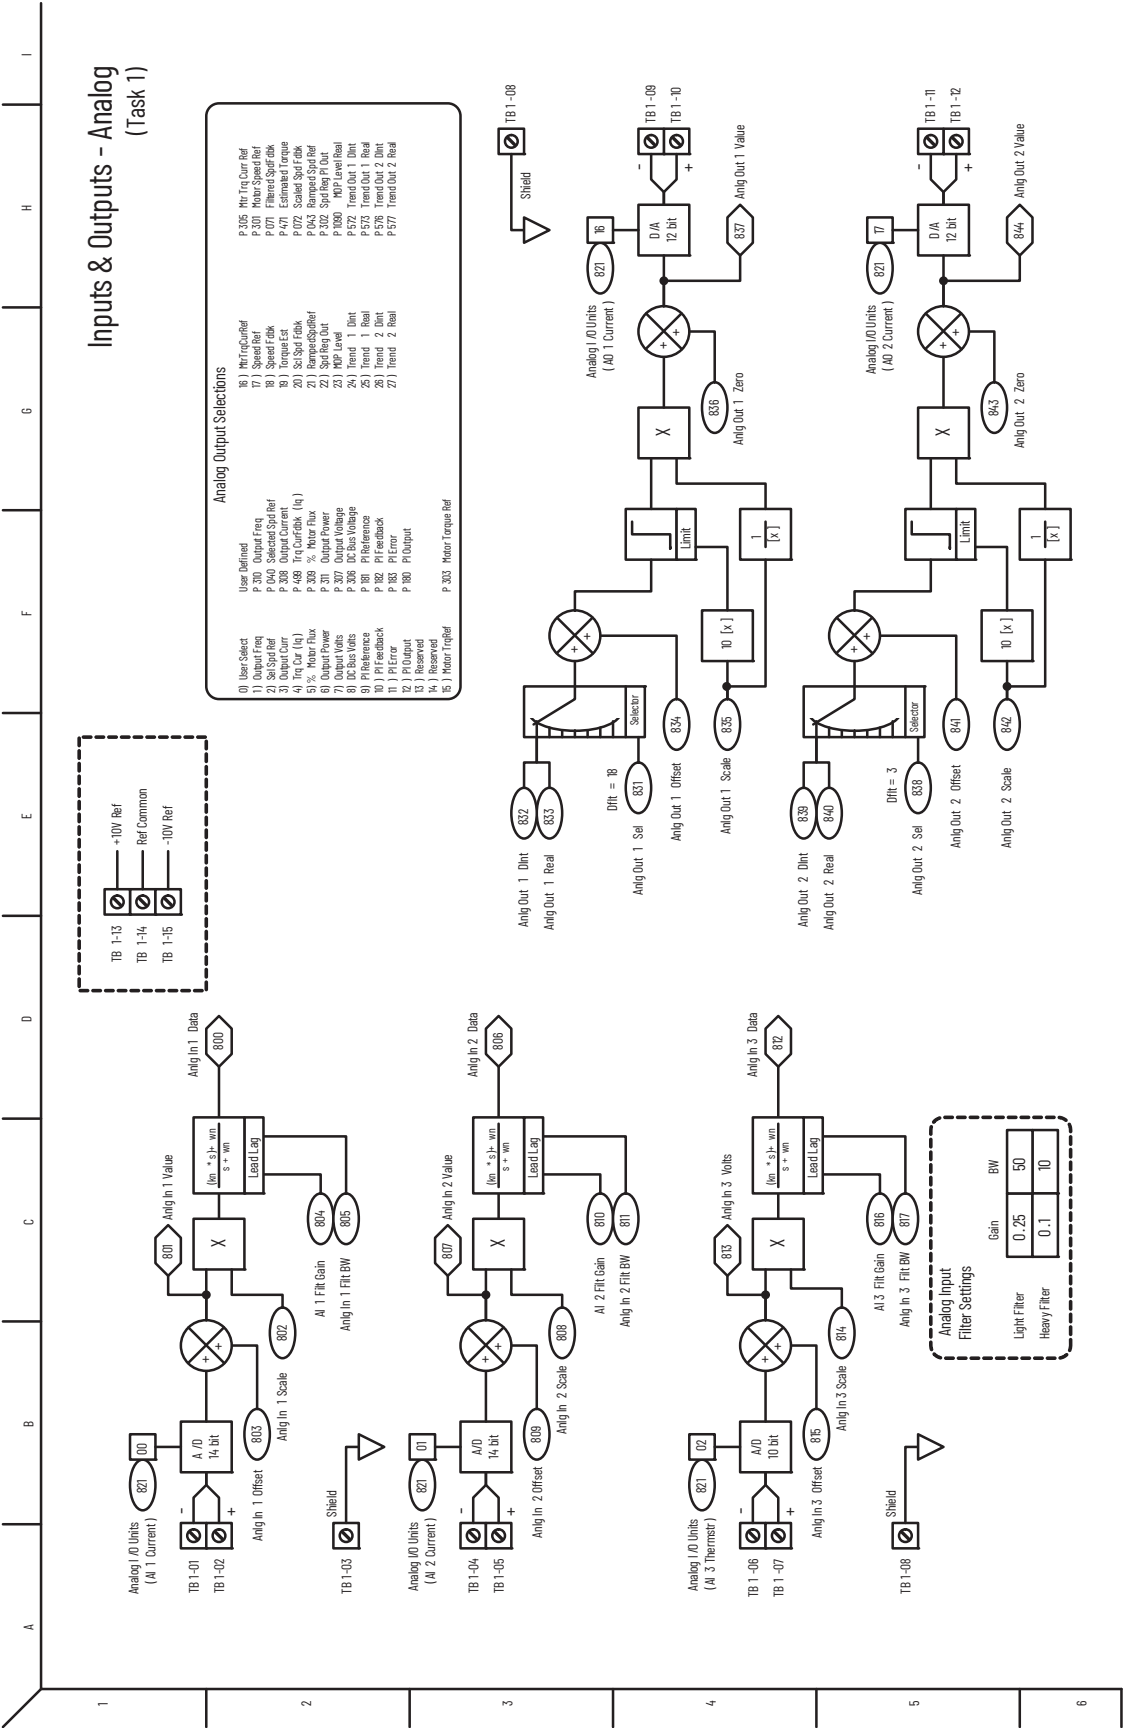 Inputs & Outputs - Analog
(Task 1)
A
B
C
D
E
F
G
H
I
1
2
3
4
5
6
Analog I /O Units
( AI 1 Current )
821
00
TB 1-01
TB 1-02
-
+
A /D
14 bit
803
Anlg In 1 Offset
+
+
802
Anlg In 1 Scale
801
Anlg In 1 Value
X
(kn * s)+ wn
s + wn
Lead Lag
804
805
AI 1 Filt Gain
Anlg In 1 Filt BW
Anlg In 1 Data
800
TB 1-03
Shield
Analog I/O Units
( AI 2 Current )
821
01
TB 1-04
TB 1-05
-
+
A/D
14 bit
809
Anlg In 2 Offset
+
+
808
Anlg In 2 Scale
807
Anlg In 2 Value
X
(kn * s)+ wn
s + wn
Lead Lag
810
811
AI 2 Filt Gain
Anlg In 2 Filt BW
Anlg In 2 Data
806
Analog I /O Units
( AI 3 Thermstr )
821
02
TB 1 -06
TB 1 -07
-
+
A/D
10 bit
815
Anlg In 3 Offset
+
+
814
Anlg In 3 Scale
813
Anlg In 3 Volts
X
(kn * s)+ wn
s + wn
Lead Lag
816
817
AI 3 Filt Gain
Anlg In 3 Filt BW
Anlg In 3 Data
812
TB 1-08
Shield
Analog Input
Filter Settings
Gain BW
Light Filter 0.25 50
Heavy Filter 0.1 10
TB 1-13 +10V Ref
TB 1-14 Ref Common
TB 1-15 -10V Ref
Analog Output Selections
0) User Select User Defined
1) Output Freq P 310 Output Freq
2) Sel Spd Ref P 040 Selected Spd Ref
3) Output Curr P 308 Output Current
4) Trq Cur (Iq ) P 499 Trq CurFdbk (Iq )
5) % Motor Flux P 309 % Motor Flux
6) Output Power P 311 Output Power
7) Output Volts P 307 Output Voltage
8) DC Bus Volts P 306 DC Bus Voltage
9) PI Reference P 181 PI Reference
10 ) PI Feedback P 182 PI Feedback
11 ) PI Error P 183 PI Error
12 ) PI Output P 180 PI Output
13 ) Reserved
14 ) Reserved
15 ) Motor TrqRef P 303 Motor Torque Ref
16 ) MtrTrqCurRef P 305 Mtr Trq Curr Ref
17 ) Speed Ref P 301 Motor Speed Ref
18 ) Speed Fdbk P 071 Filtered SpdFdbk
19 ) Torque Est P 471 Estimated Torque
20) Scl Spd Fdbk P 072 Scaled Spd Fdbk
21 ) RampedSpdRef P 043 Ramped Spd Ref
22) Spd Reg Out P 302 Spd Reg PI Out
23) MOP Level P 1090 MOP Level Real
24) Trend 1 Dint P 572 Trend Out 1 DInt
25) Trend 1 Real P 573 Trend Out 1 Real
26) Trend 2 Dint P 576 Trend Out 2 DInt
27) Trend 2 Real P 577 Trend Out 2 Real
TB 1 -08
Shield
832
833
Anlg Out 1 DInt
Anlg Out 1 Real
Dflt = 18
831
Anlg Out 1 Sel
Selector
834
Anlg Out 1 Offset
835
Anlg Out 1 Scale
+
+
10 [x ]
Limit
1
[x]
X
836
Anlg Out 1 Zero
+
+
Analog I /O Units
( AO 1 Current )
821
16
D/A
12 bit
837
Anlg Out 1 Value
TB 1 -09
TB 1 -10
-
+
839
840
Anlg Out 2 DInt
Anlg Out 2 Real
Dflt = 3
838
Anlg Out 2 Sel
Selector
841
Anlg Out 2 Offset
842
Anlg Out 2 Scale
+
+
10 [x ]
Limit
1
[x ]
X
843
Anlg Out 2 Zero
+
+
Analog I/O Units
( AO 2 Current )
821
17
D/A
12 bit
844
Anlg Out 2 Value
TB 1 -11
TB 1 -12
-
+